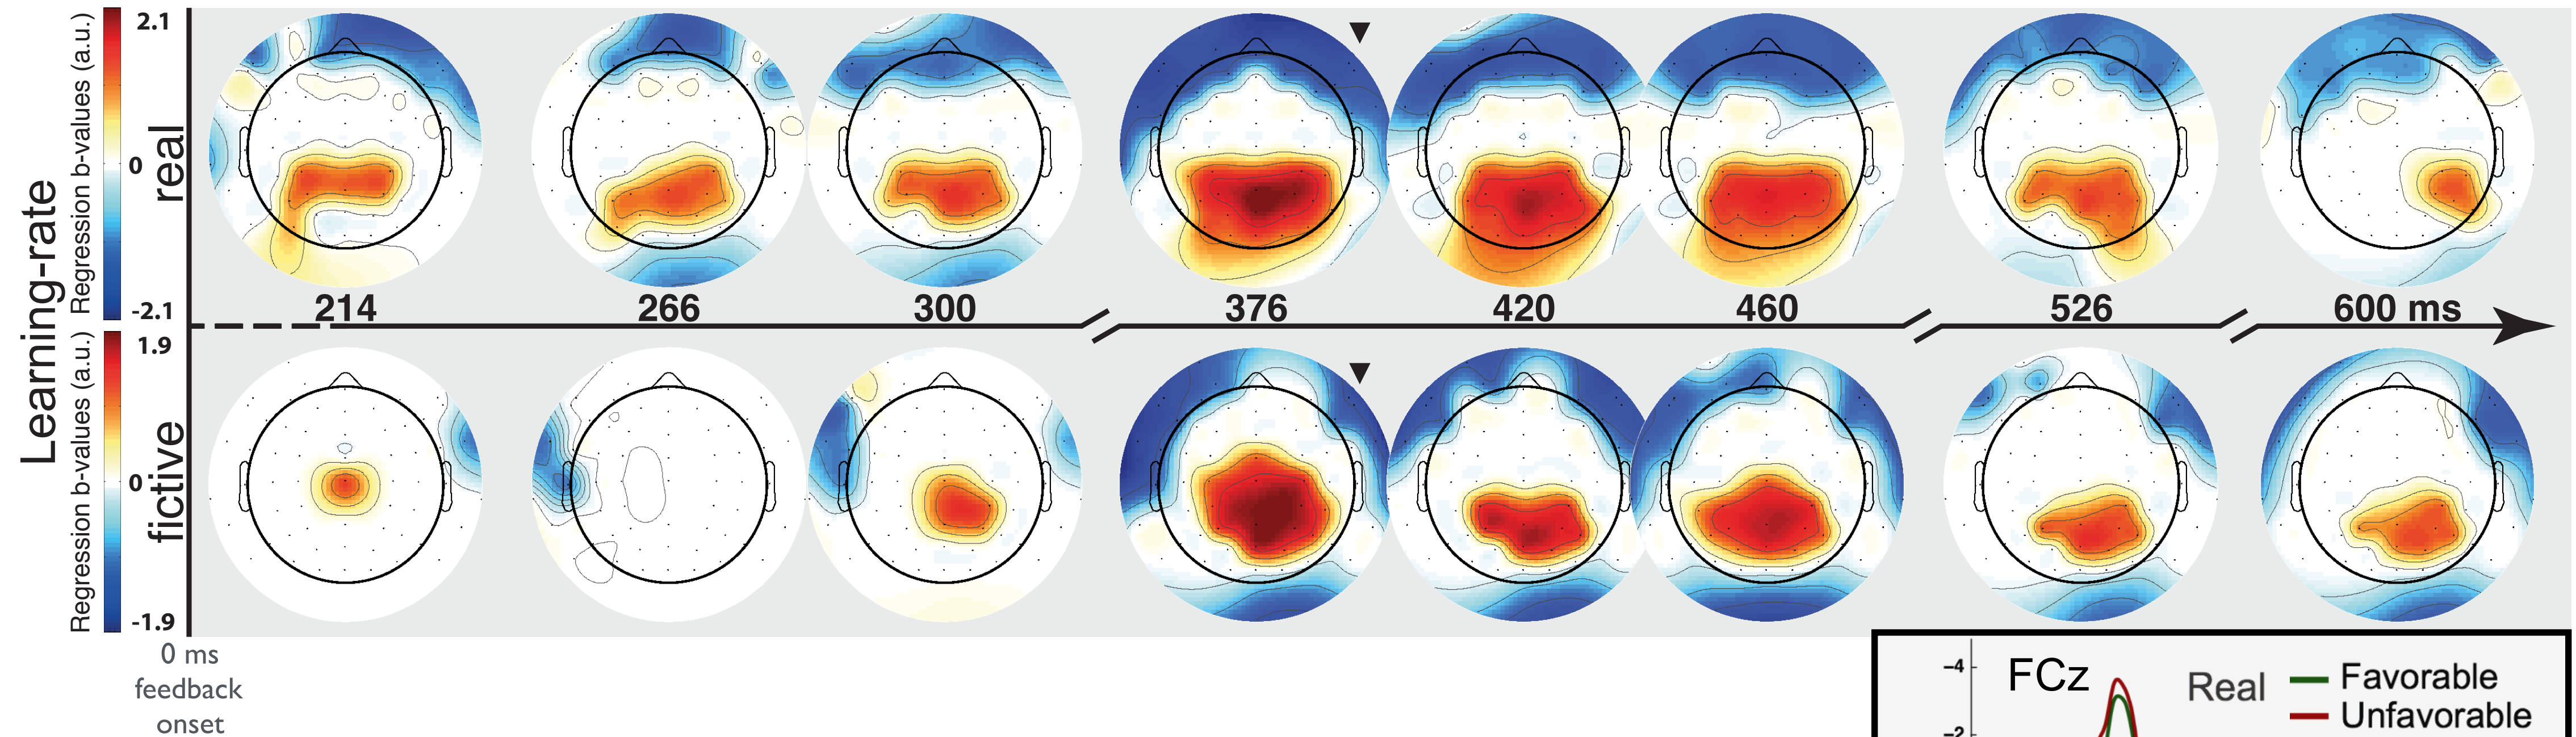 Learning-rate
Regression b-values (a.u.)
2.1
0
-2.1
real
214
266
300
376
420
460
526
600 ms
Regression b-values (a.u.)
1.9
0
-1.9
fictive
0 ms
feedback
onset
−4
−2
FCz
Real
Favorable
Unfavorable